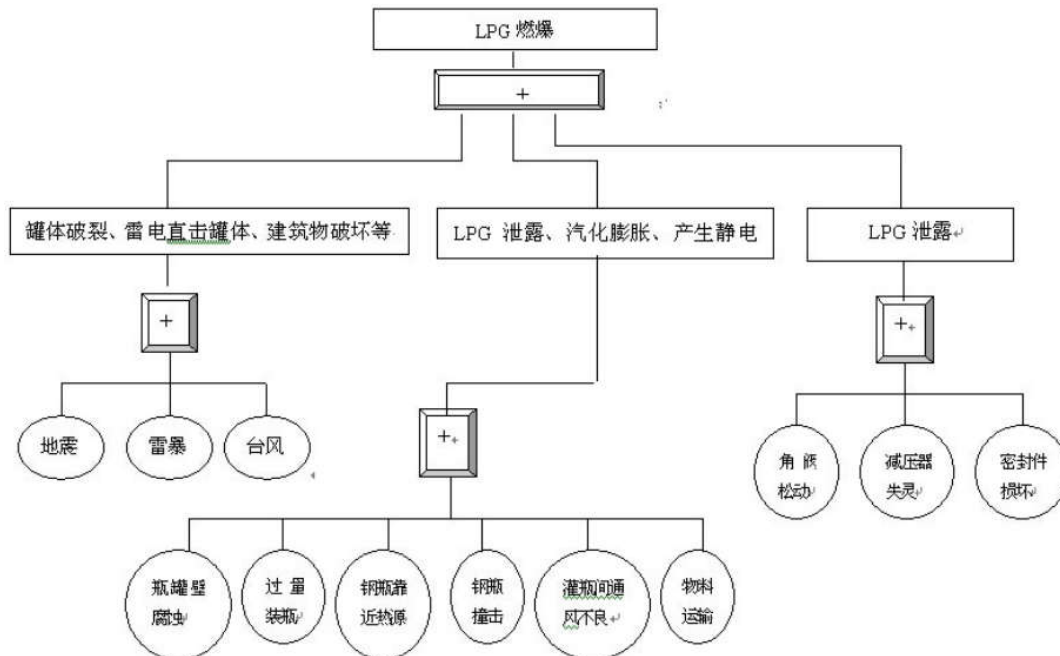 LPG 燃爆
+
罐体破裂、雷电直击罐体、建筑物破坏等
LPG 泄露、汽化膨胀、产生静电
LPG 泄露
+
+
+
地震
雷暴
台风
角阀
松动
减压器
失灵
密封件
损坏
瓶罐壁
腐蚀
过量
装瓶
钢瓶靠
近热源
钢瓶
撞击
灌瓶间通
风不良
物料
运输